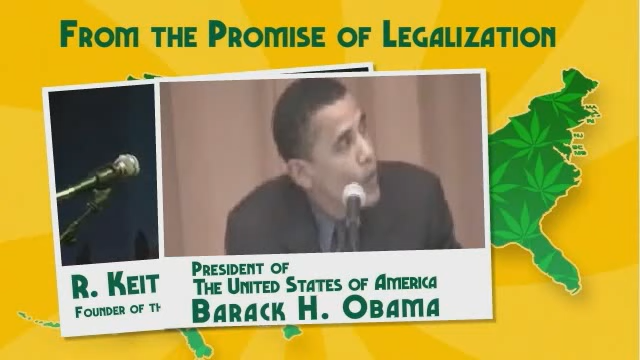 From the Promise of Legalization
R. Keit
Founder of th
President of
The United States of America
Barack H. Obama